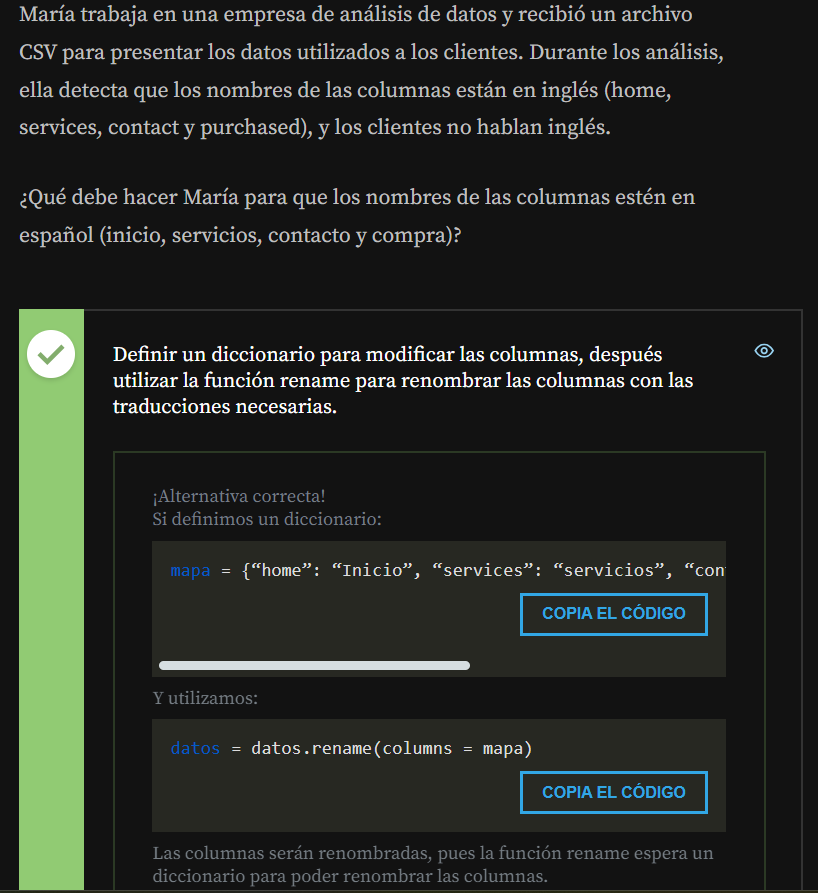 María trabaja en una empresa de análisis de datos y recibió un archivo
CSV para presentar los datos utilizados a los clientes. Durante los análisis,
ella detecta que los nombres de las columnas están en inglés (home,
services, contact y purchased), y los clientes no hablan inglés.
¿Qué debe hacer María para que los nombres de las columnas estén en
español (inicio, servicios, contacto y compra)?
Definir un diccionario para modificar las columnas, después
utilizar la función rename para renombrar las columnas con las
traducciones necesarias.
¡Alternativa correcta!
Si definimos un diccionario:
mapa = {“home”: “Inicio”, “services”: “servicios”, “con
COPIA EL CÓDIGO
Y utilizamos:
datos = datos.rename(columns = mapa)
COPIA EL CÓDIGO
Las columnas serán renombradas, pues la función rename espera un
diccionario para poder renombrar las columnas.